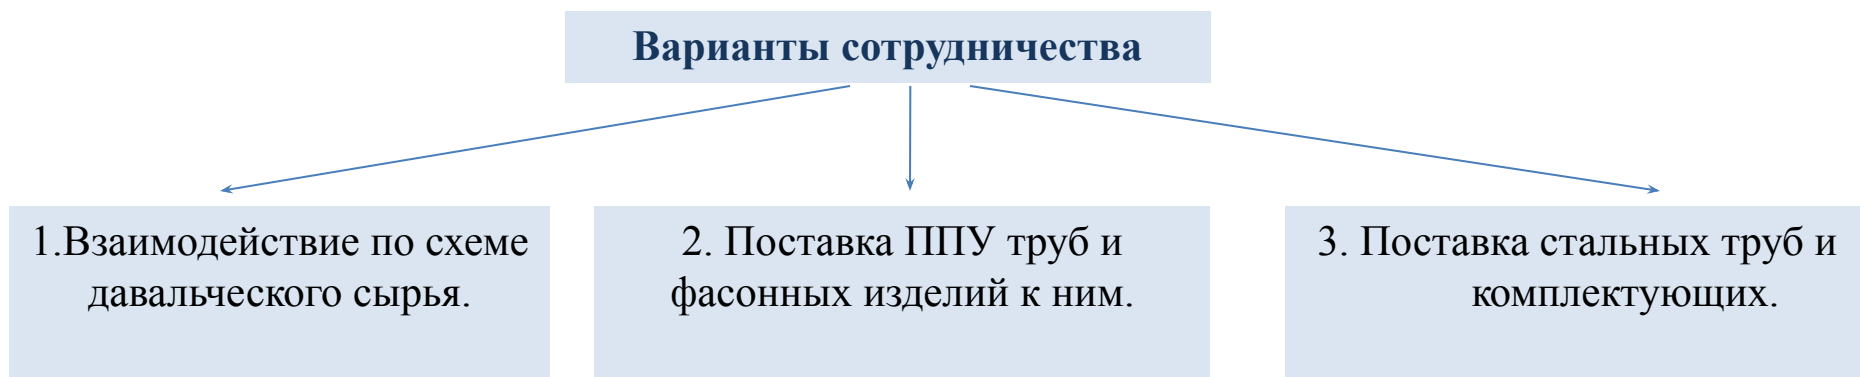 Варианты сотрудничества
1.Взаимодействие по схеме
давальческого сырья.
2. Поставка ППУ труб и
фасонных изделий к ним.
3. Поставка стальных труб и
комплектующих.